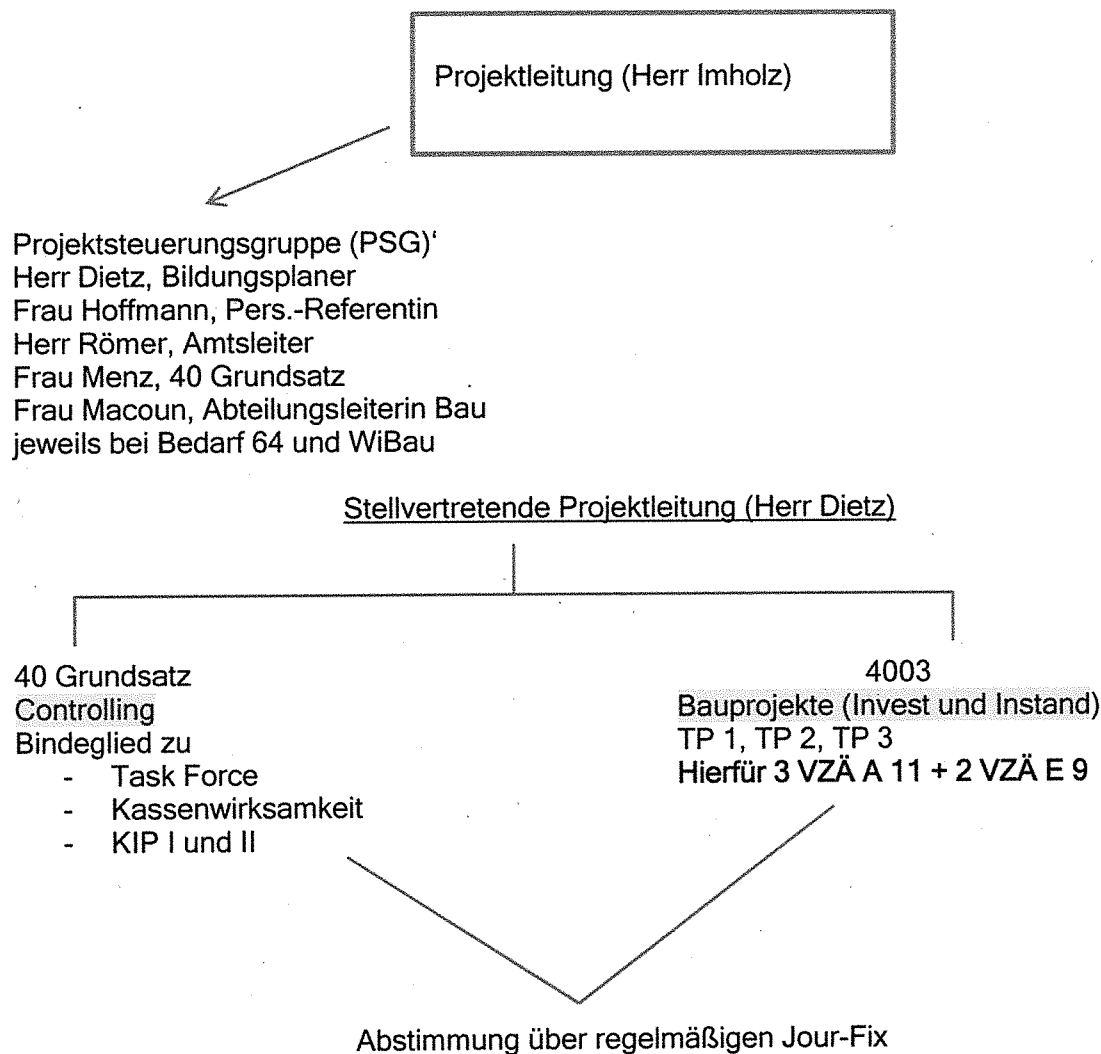 Projektleitung (Herr Imholz)
Projektsteuerungsgruppe (PSG)‘
Herr Dietz, Bildungsplaner
Frau Hoffmann, Pers.-Referentin
Herr Römer, Amtsleiter
Frau Menz, 40 Grundsatz
Frau Macoun, Abteilungsleiterin Bau
jeweils bei Bedarf 64 und WiBau
Stellvertretende Projektleitung (Herr Dietz)
40 Grundsatz
Controlling
Bindeglied zu
- Task Force
- Kassenwirksamkeit
- KIP I und II
4003
Bauprojekte (Invest und Instand)
TP 1, TP 2, TP 3
Hierfür 3 VZÄ A 11 + 2 VZÄ E 9
Abstimmung über regelmäßigen Jour-Fix